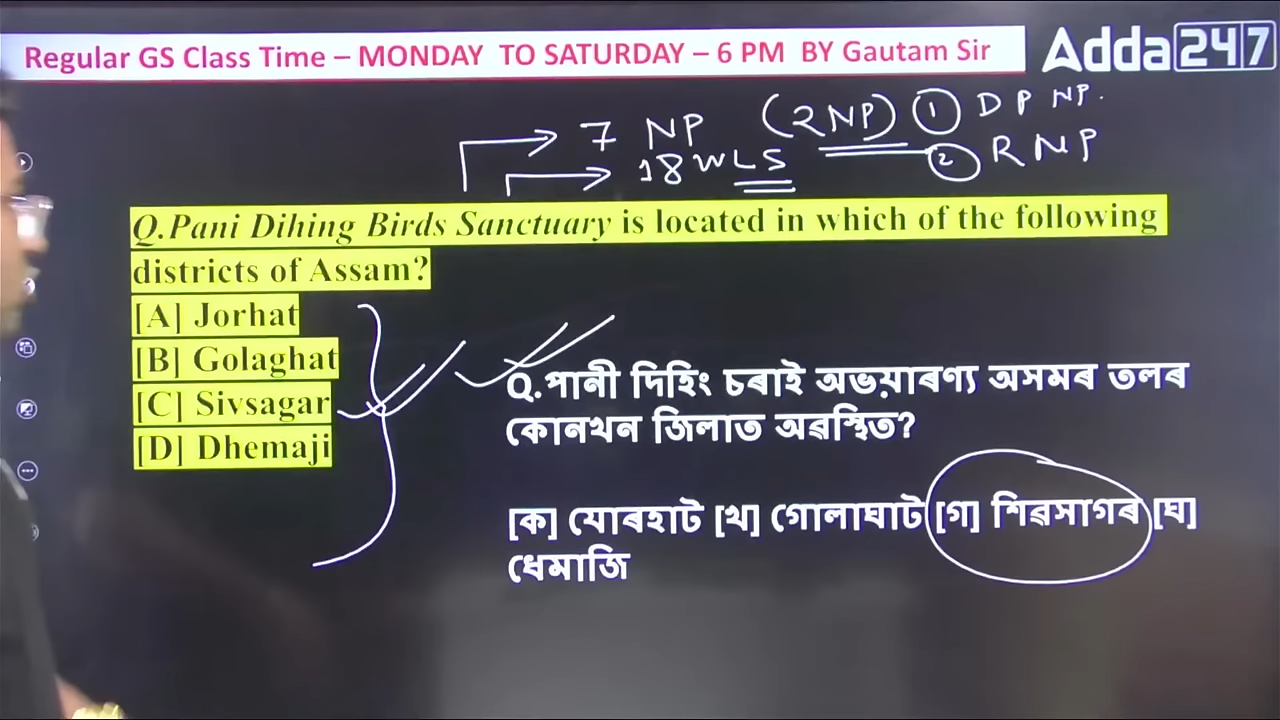 Regular GS Class Time – MONDAY TO SATURDAY – 6 PM BY Gautam Sir
Adda247
7 NP (2NP) ① D P NP.
18 WLS ② R NP
Q.Pani Dihing Birds Sanctuary is located in which of the following
districts of Assam?
[A] Jorhat
[B] Golaghat
[C] Sivsagar
[D] Dhemaji
Q.পানী দিহিং চৰাই অভয়াৰণ্য অসমৰ তলৰ
কোনখন জিলাত অৱস্থিত?
[ক] যোৰহাট [খ] গোলাঘাট [গ] শিৱসাগৰ [ঘ]
ধেমাজি